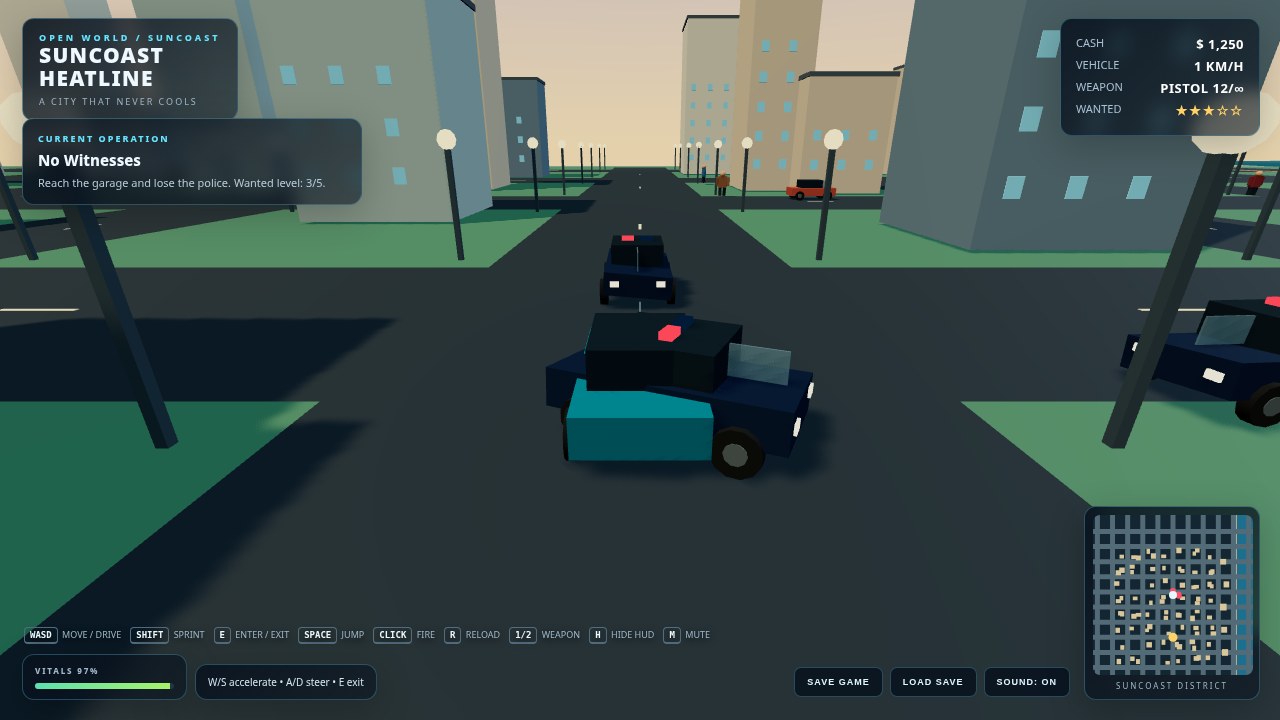 OPEN WORLD / SUNCOAST
SUNCOAST
HEATLINE
A CITY THAT NEVER COOLS
CURRENT OPERATION
No Witnesses
Reach the garage and lose the police. Wanted level: 3/5.
CASH $ 1,250
VEHICLE 1 KM/H
WEAPON PISTOL 12/∞
WANTED ★★★☆☆
WASD MOVE / DRIVE SHIFT SPRINT E ENTER / EXIT SPACE JUMP CLICK FIRE R RELOAD 1/2 WEAPON H HIDE HUD M MUTE
VITALS 97%
W/S accelerate • A/D steer • E exit
SAVE GAME LOAD SAVE SOUND: ON
SUNCOAST DISTRICT